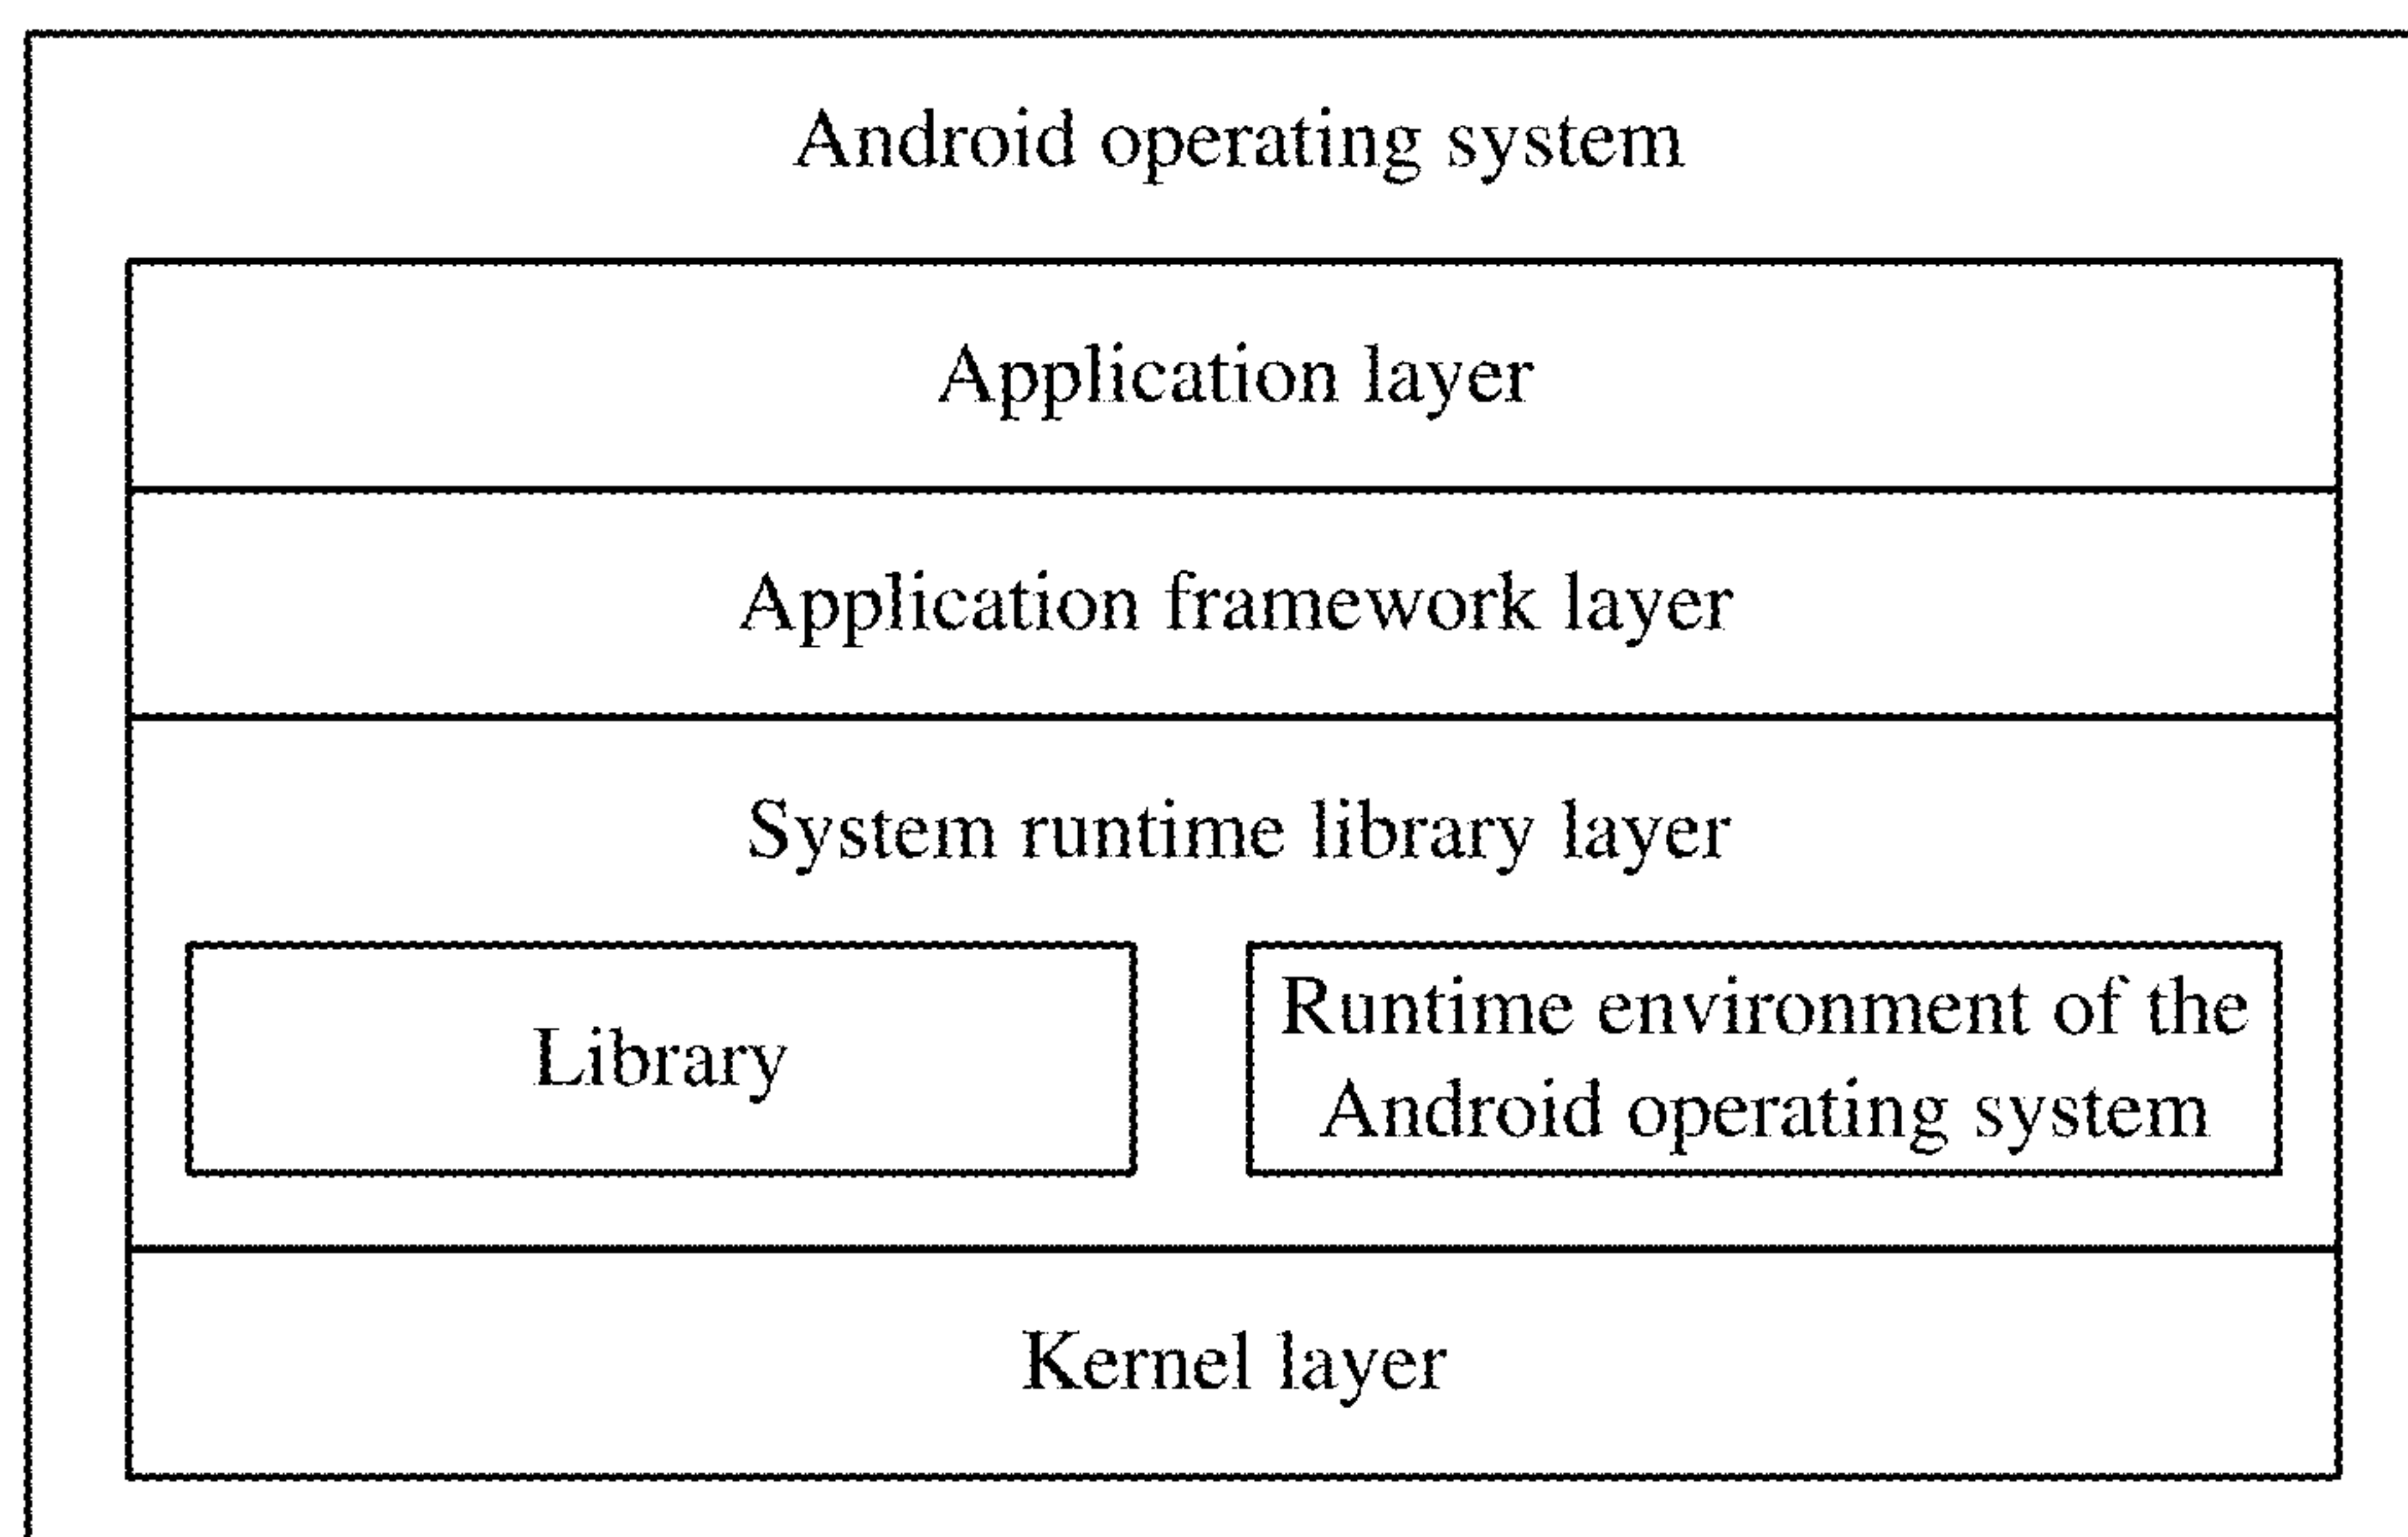 Android operating system
Application layer
Application framework layer
System runtime library layer
Library
Runtime environment of the
Android operating system
Kernel layer